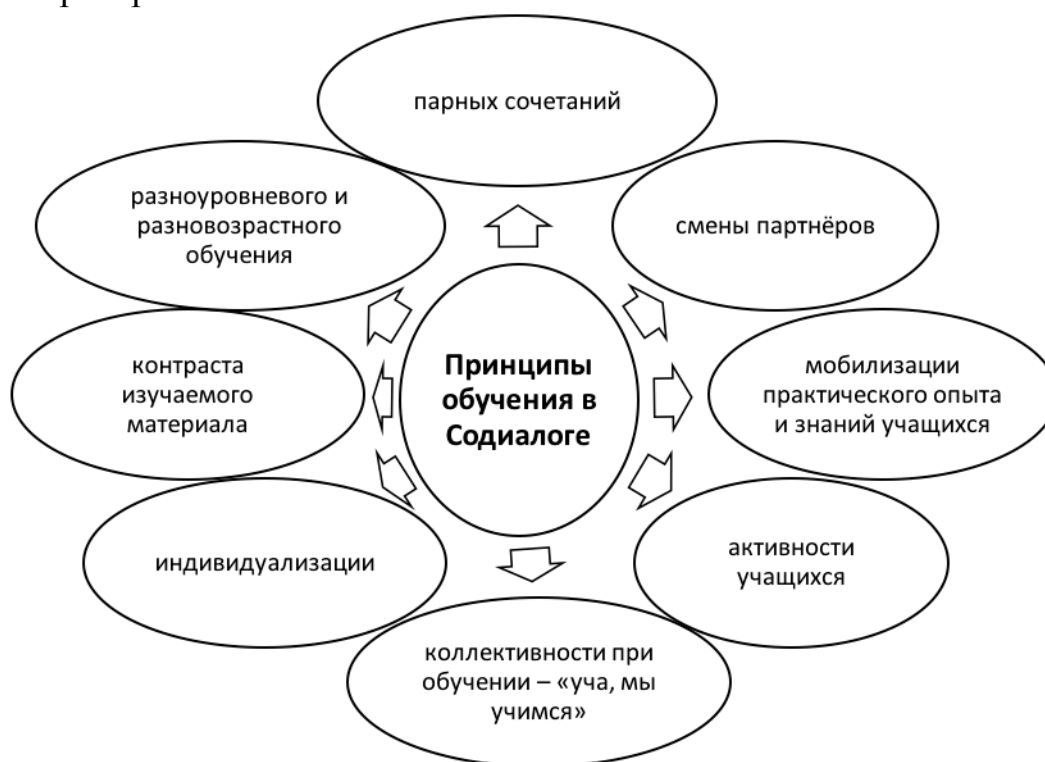 парных сочетаний
смены партнёров
мобилизации
практического опыта
и знаний учащихся
активности
учащихся
коллективности при
обучении – «уча, мы
учимся»
индивидуализации
контраста
изучаемого
материала
разноуровневого и
разновозрастного
обучения
Принципы
обучения в
Содиалоге